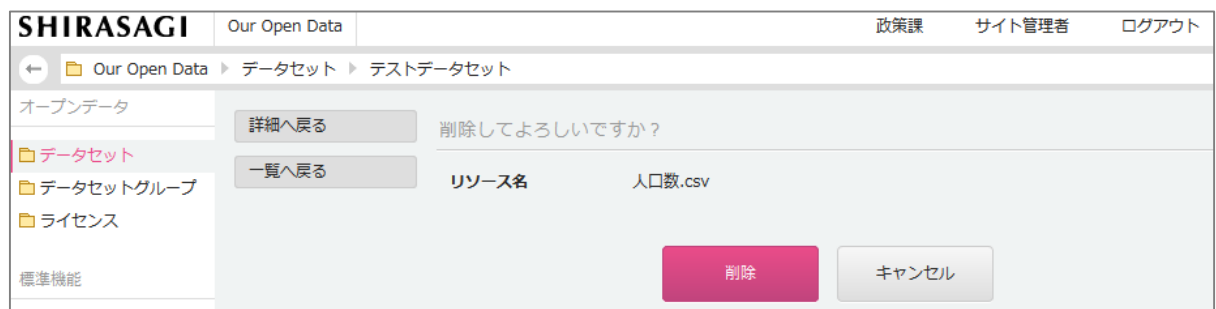 SHIRASAGI Our Open Data 政策課 サイト管理者 ログアウト
← Our Open Data データセット テストデータセット
オープンデータ
データセット
データセットグループ
ライセンス
標準機能
詳細へ戻る
一覧へ戻る
削除してよろしいですか？
リソース名 人口数.csv
削除 キャンセル